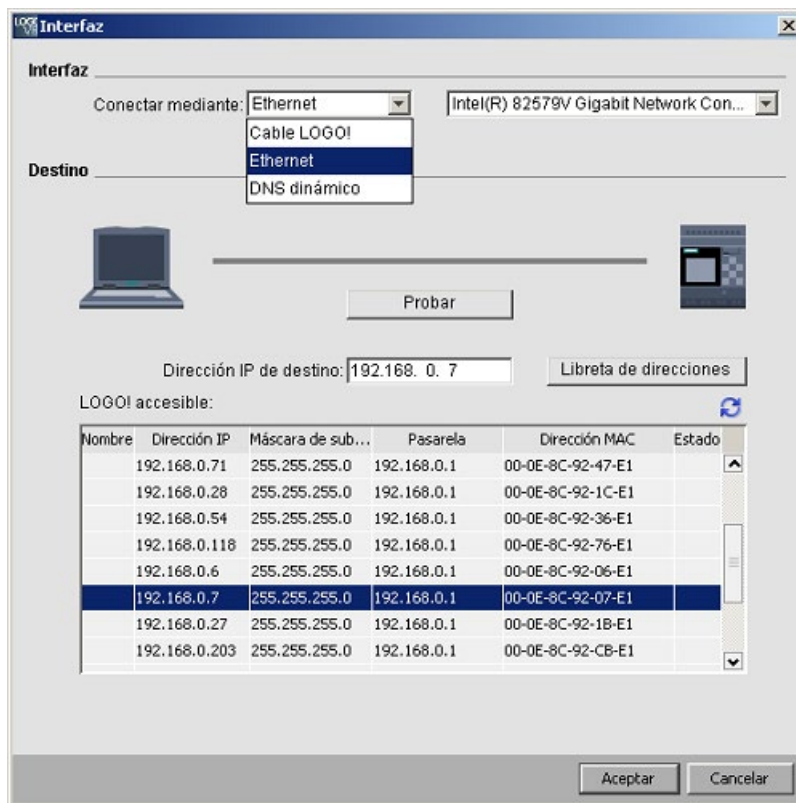 Interfaz
Interfaz
Conectar mediante: Ethernet Intel(R) 82579V Gigabit Network Con...
Cable LOGO!
Ethernet
DNS dinámico
Destino
Probar
Dirección IP de destino: 192.168. 0. 7 Libreta de direcciones
LOGO! accesible:
Nombre Dirección IP Máscara de sub... Pasarela Dirección MAC Estado
192.168.0.71 255.255.255.0 192.168.0.1 00-0E-8C-92-47-E1
192.168.0.28 255.255.255.0 192.168.0.1 00-0E-8C-92-1C-E1
192.168.0.54 255.255.255.0 192.168.0.1 00-0E-8C-92-36-E1
192.168.0.118 255.255.255.0 192.168.0.1 00-0E-8C-92-76-E1
192.168.0.6 255.255.255.0 192.168.0.1 00-0E-8C-92-06-E1
192.168.0.7 255.255.255.0 192.168.0.1 00-0E-8C-92-07-E1
192.168.0.27 255.255.255.0 192.168.0.1 00-0E-8C-92-1B-E1
192.168.0.203 255.255.255.0 192.168.0.1 00-0E-8C-92-CB-E1
Aceptar Cancelar